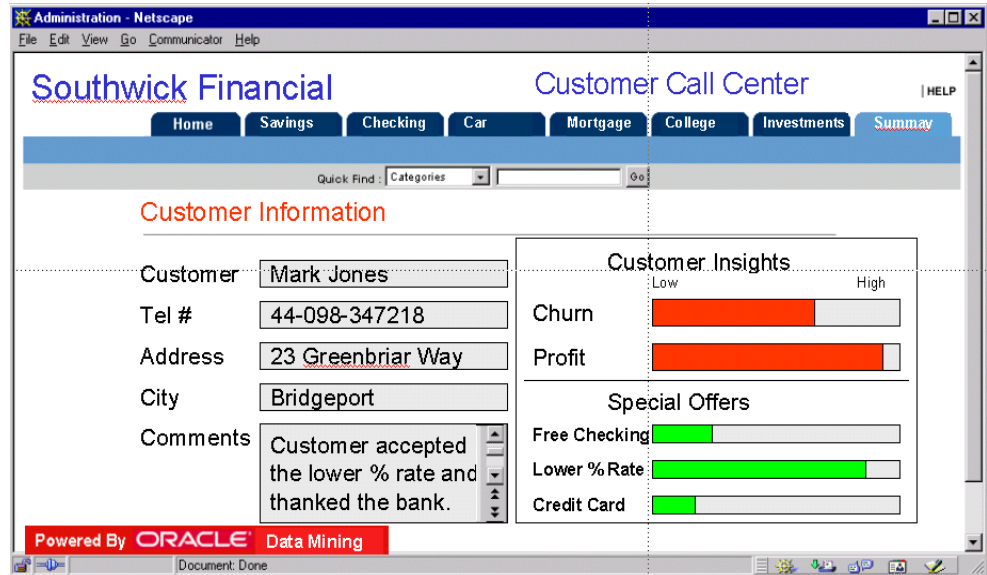 Administration - Netscape
File Edit View Go Communicator Help
Southwick Financial
Customer Call Center
| HELP
Home Savings Checking Car Mortgage College Investments Summay
Quick Find : Categories Go
Customer Information
Customer Mark Jones
Tel # 44-098-347218
Address 23 Greenbriar Way
City Bridgeport
Comments Customer accepted
the lower % rate and
thanked the bank.
Customer Insights
Low High
Churn
Profit
Special Offers
Free Checking
Lower % Rate
Credit Card
Powered By ORACLE Data Mining
Document: Done